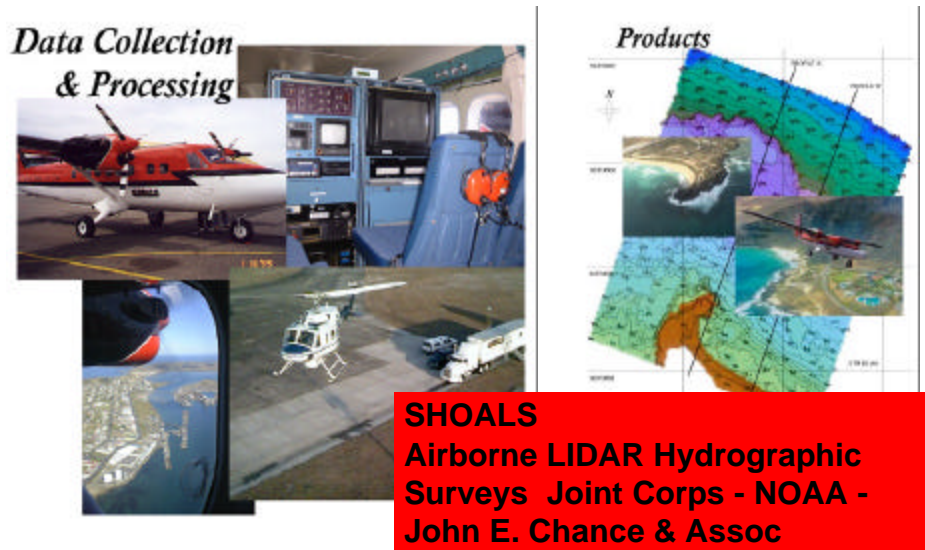 Data Collection
& Processing
Products
N
SHOALS
Airborne LIDAR Hydrographic
Surveys Joint Corps - NOAA -
John E. Chance & Assoc